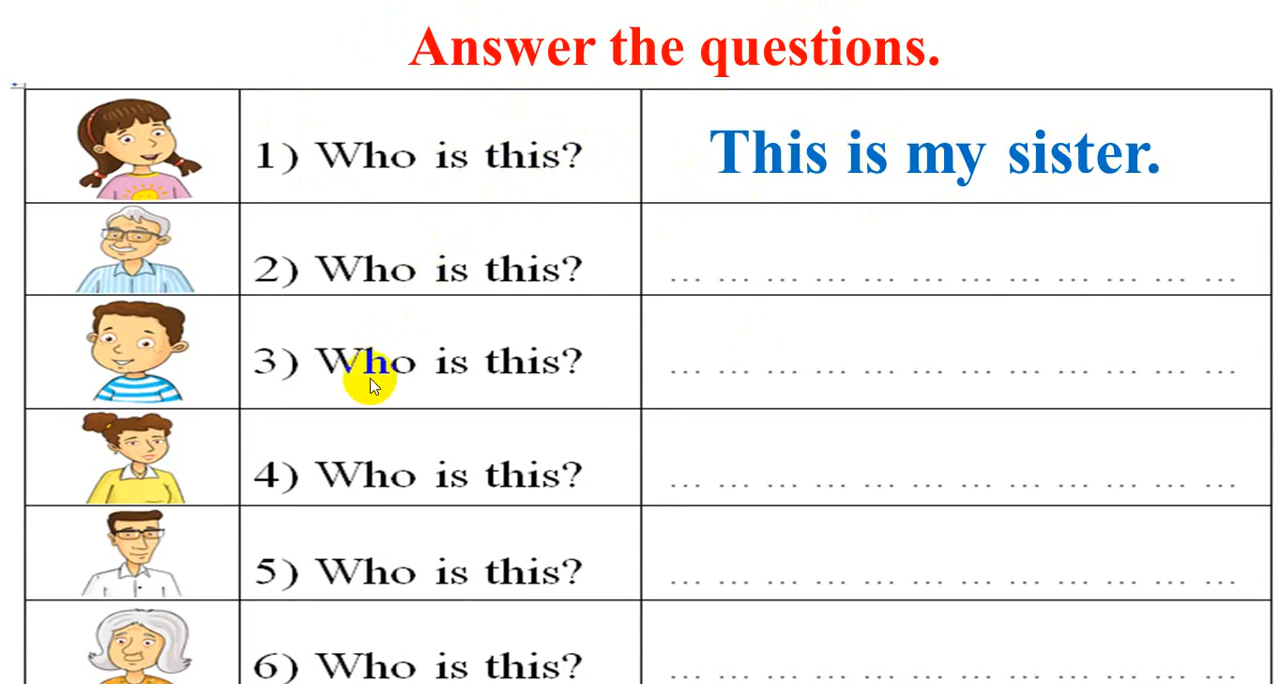 Answer the questions.
1) Who is this? This is my sister.
2) Who is this? ... ... ... ... ... ... ... ... ... ... ... ...
3) Who is this? ... ... ... ... ... ... ... ... ... ... ... ...
4) Who is this? ... ... ... ... ... ... ... ... ... ... ... ...
5) Who is this? ... ... ... ... ... ... ... ... ... ... ... ...
6) Who is this? ... ... ... ... ... ... ... ... ... ... ... ...